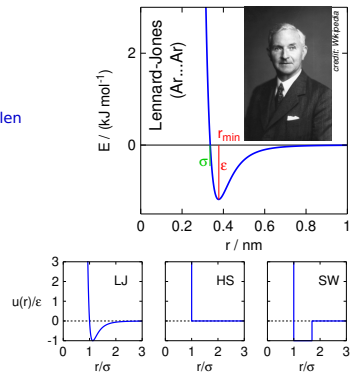 len
Lennard-Jones
(Ar...Ar)
credit: Wikipedia
E / (kJ mol-1)
2
0
rmin
σ
ε
0 0.2 0.4 0.6 0.8 1
r / nm
u(r)/ε
3
2
1
0
-1
LJ
HS
SW
0 1 2 3
0 1 2 3
0 1 2 3
r/σ
r/σ
r/σ